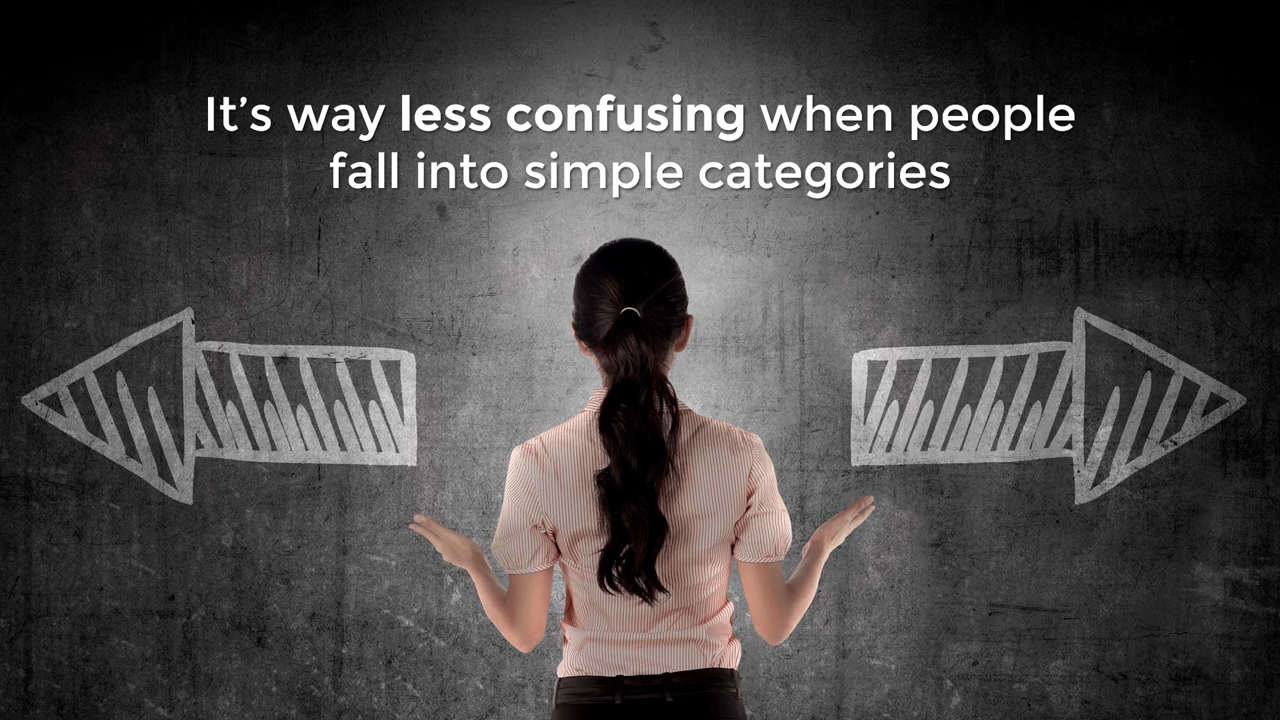 It’s way less confusing when people
fall into simple categories